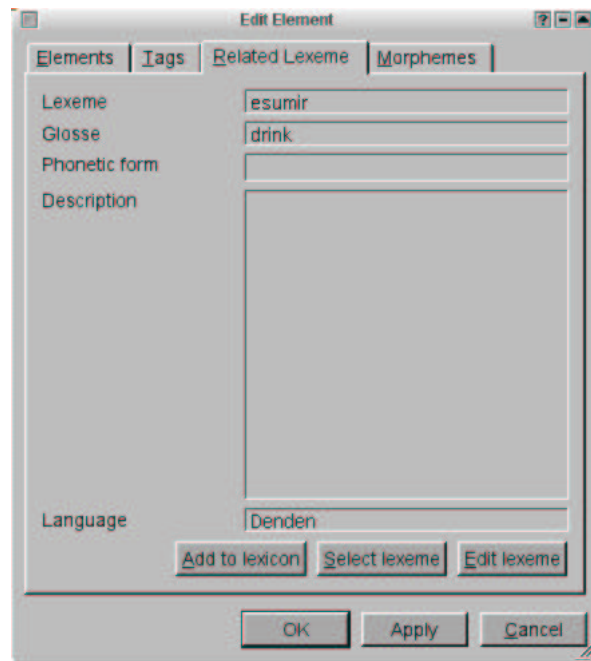 Edit Element
Elements Tags Related Lexeme Morphemes
Lexeme esumir
Glosse drink
Phonetic form
Description
Language Denden
Add to lexicon Select lexeme Edit lexeme
OK Apply Cancel